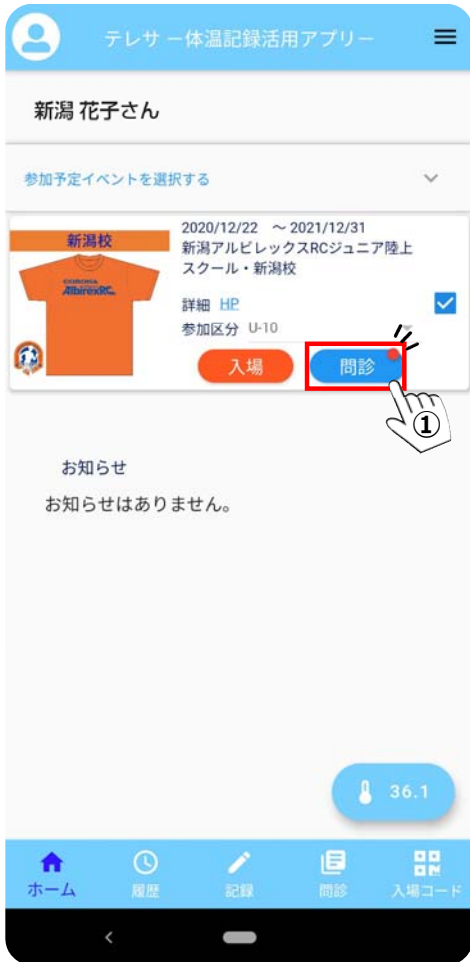 テレサ ー体温記録活用アプリー
新潟 花子さん
参加予定イベントを選択する
新潟校
CORONA
AlbirexRC
2020/12/22 ～2021/12/31
新潟アルビレックスRCジュニア陸上
スクール・新潟校
詳細 HP
参加区分 U-10
入場
問診
①
お知らせ
お知らせはありません。
36.1
ホーム
履歴
記録
問診
入場コード